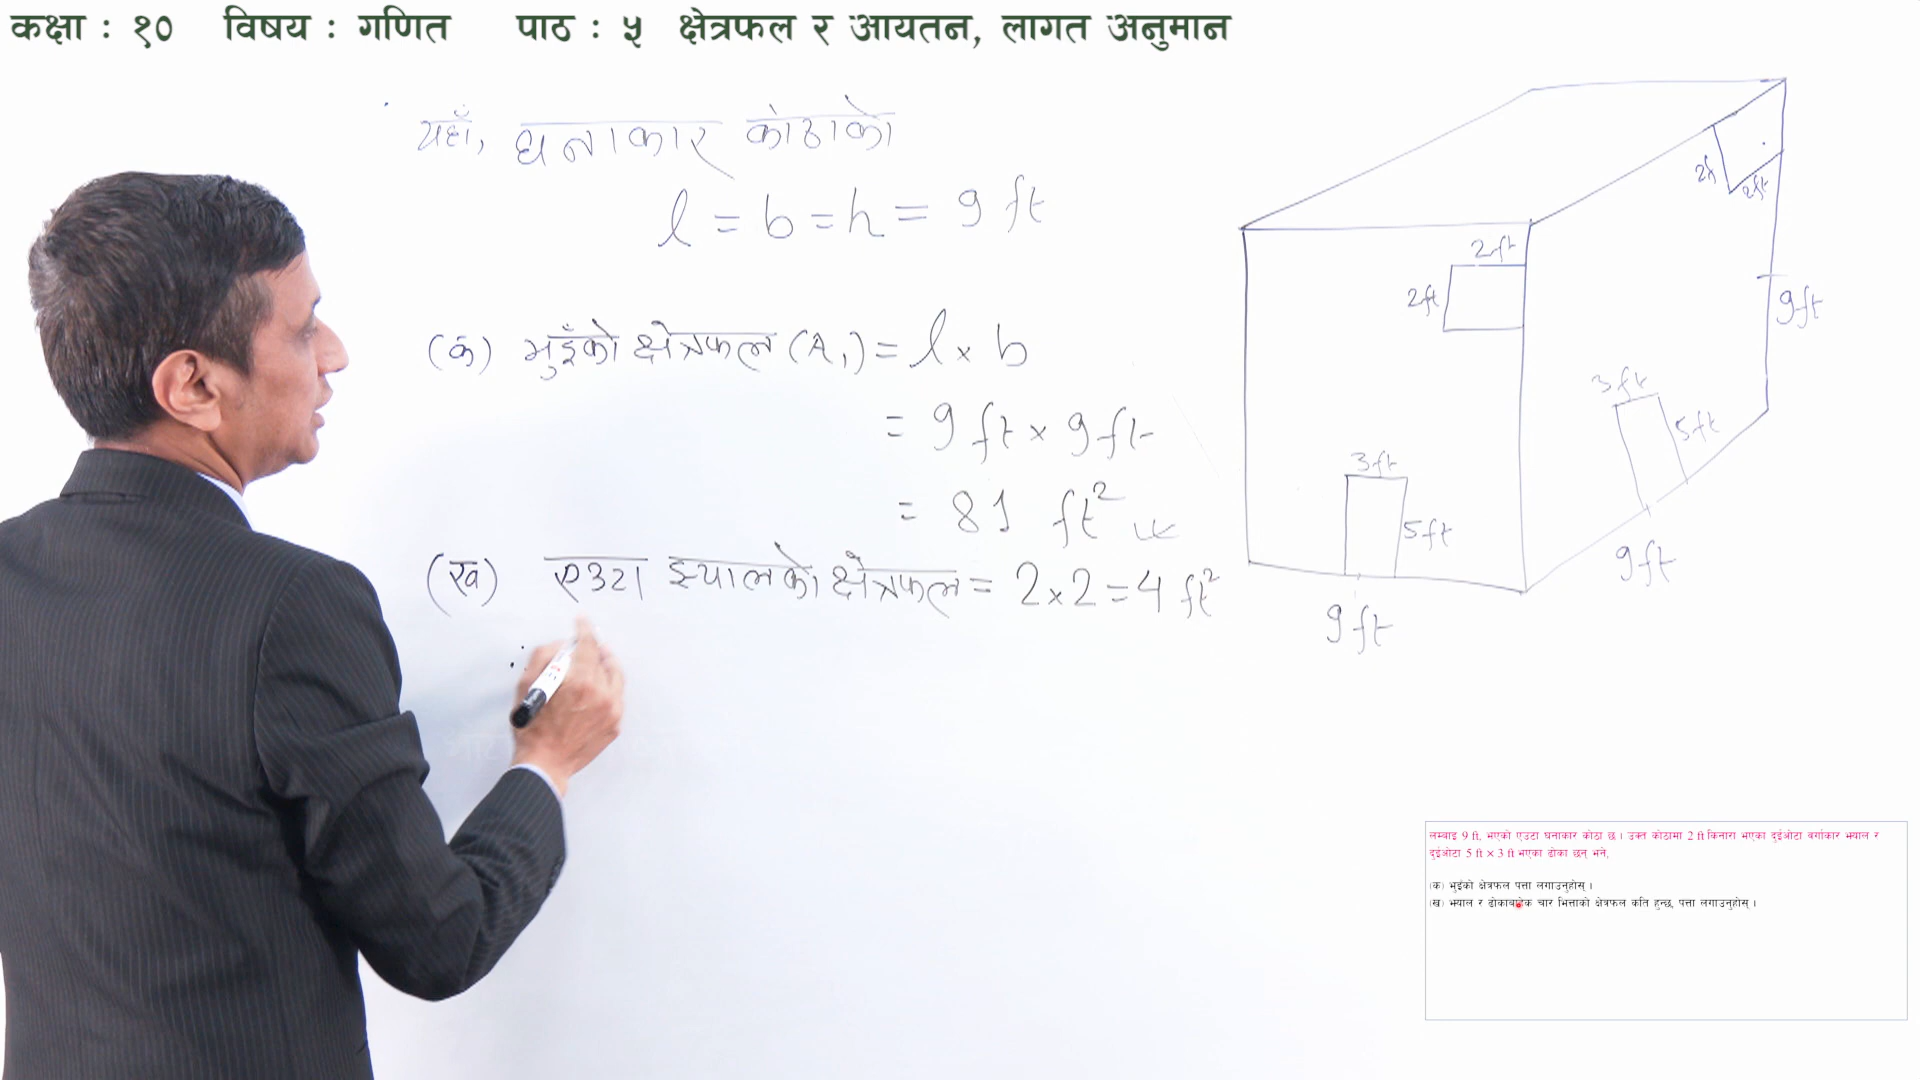 कक्षा : १० विषय : गणित पाठ : ५ क्षेत्रफल र आयतन, लागत अनुमान
यहाँ, घनाकार कोठाको
l = b = h = 9 ft
(क) भुइँको क्षेत्रफल (A₁) = l × b
= 9 ft × 9 ft
= 81 ft²
(ख) एउटा झ्यालको क्षेत्रफल = 2 × 2 = 4 ft²
∴
2ft
2ft
2ft
2ft
9ft
3ft
5ft
3ft
5ft
9ft
9ft
लम्बाइ 9 ft. भएको एउटा घनाकार कोठा छ । उक्त कोठामा 2 ft किनारा भएका दुईओटा वर्गाकार भ्याल र
दुईओटा 5 ft × 3 ft भएका ढोका छन् भने,
(क) भुइँको क्षेत्रफल पत्ता लगाउनुहोस् ।
(ख) भ्याल र ढोकाबाहेक चार भित्ताको क्षेत्रफल कति हुन्छ, पत्ता लगाउनुहोस् ।